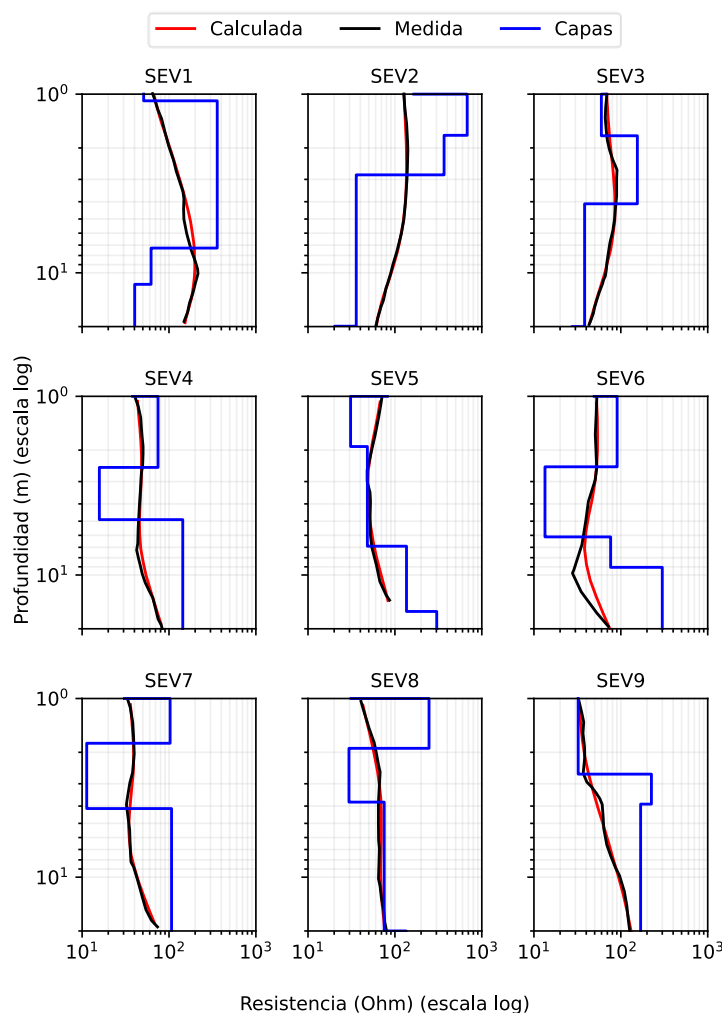 Calculada Medida Capas
SEV1 SEV2 SEV3
10⁰
10¹
SEV4 SEV5 SEV6
10⁰
10¹
SEV7 SEV8 SEV9
10⁰
10¹
10¹ 10² 10³ 10¹ 10² 10³ 10¹ 10² 10³
Profundidad (m) (escala log)
Resistencia (Ohm) (escala log)